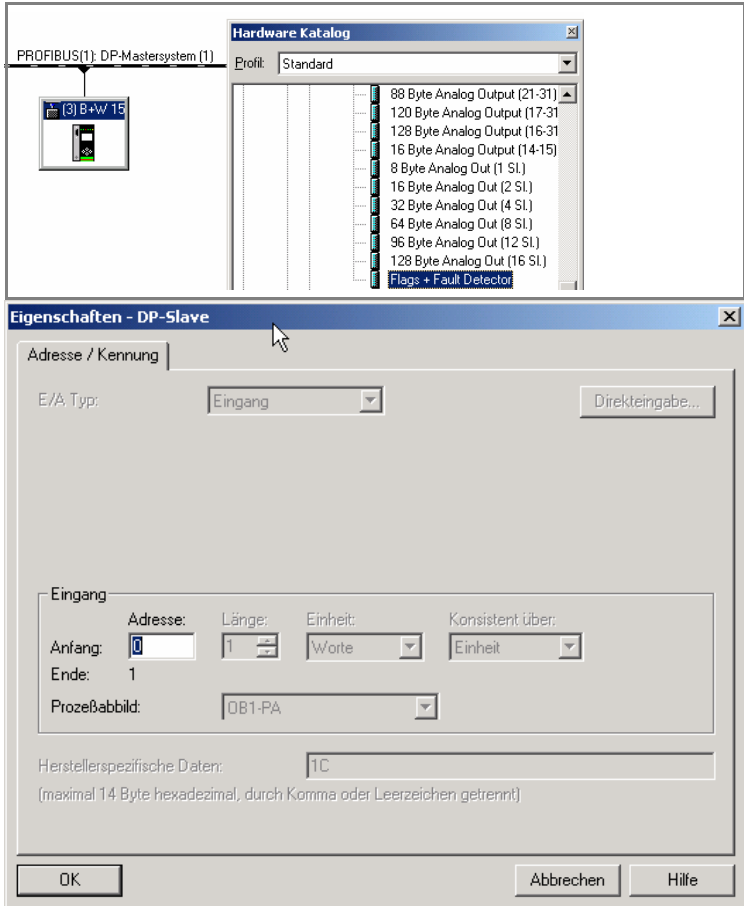 Hardware Katalog
PROFIBUS(1): DP-Mastersystem (1)
Profil: Standard
(3) B+W 15
88 Byte Analog Output (21-31)
120 Byte Analog Output (17-31
128 Byte Analog Output (16-31
16 Byte Analog Output (14-15)
8 Byte Analog Out (1 Sl.)
16 Byte Analog Out (2 Sl.)
32 Byte Analog Out (4 Sl.)
64 Byte Analog Out (8 Sl.)
96 Byte Analog Out (12 Sl.)
128 Byte Analog Out (16 Sl.)
Flags + Fault Detector
Eigenschaften - DP-Slave
Adresse / Kennung
E/A Typ: Eingang Direkteingabe...
Eingang
Adresse: Länge: Einheit: Konsistent über:
Anfang: 0 1 Worte Einheit
Ende: 1
Prozeßabbild: OB1-PA
Herstellerspezifische Daten: 1C
(maximal 14 Byte hexadezimal, durch Komma oder Leerzeichen getrennt)
OK Abbrechen Hilfe